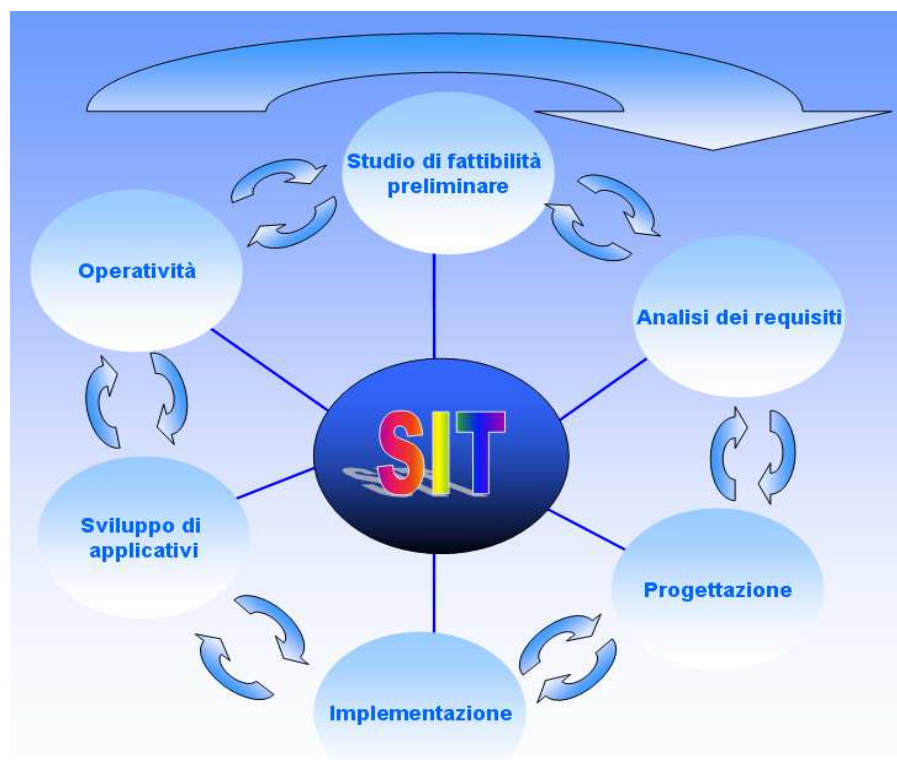 Studio di fattibilità
preliminare
Operatività
Analisi dei requisiti
SIT
Sviluppo di
applicativi
Progettazione
Implementazione